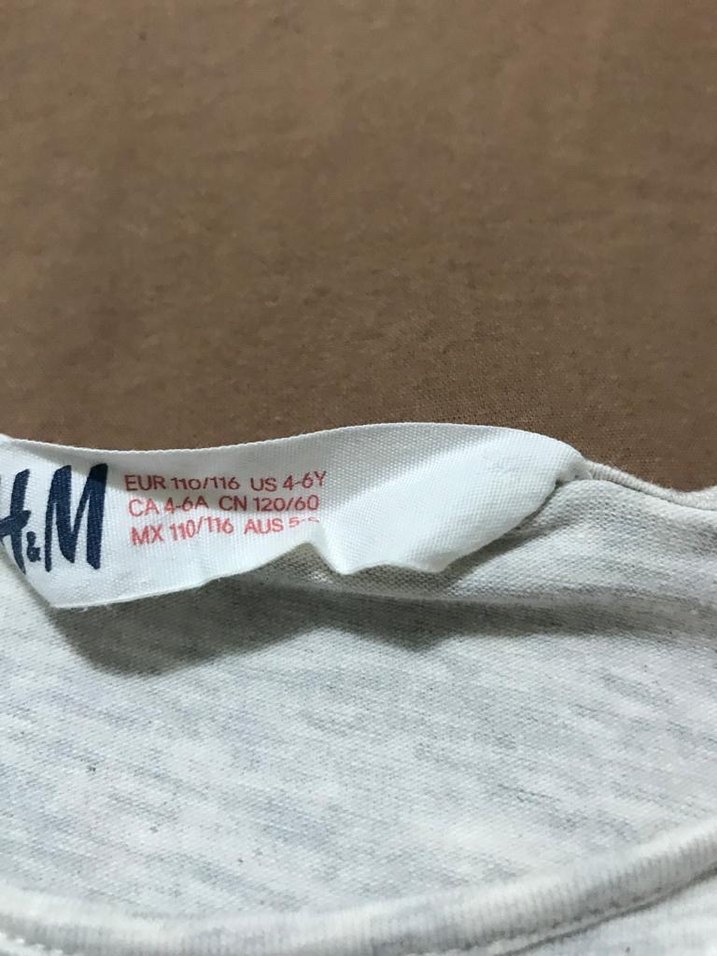 H&M
EUR 110/116 US 4-6Y
CA 4-6A CN 120/60
MX 110/116 AUS